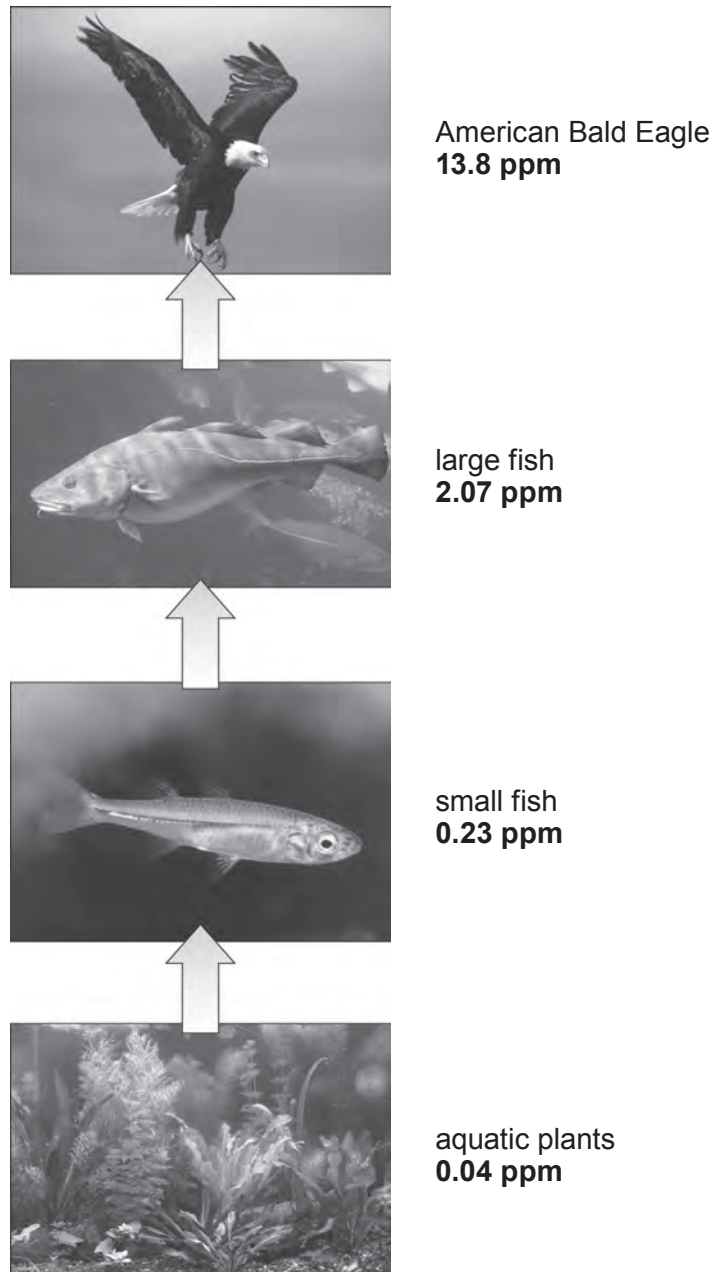 American Bald Eagle
13.8 ppm
large fish
2.07 ppm
small fish
0.23 ppm
aquatic plants
0.04 ppm